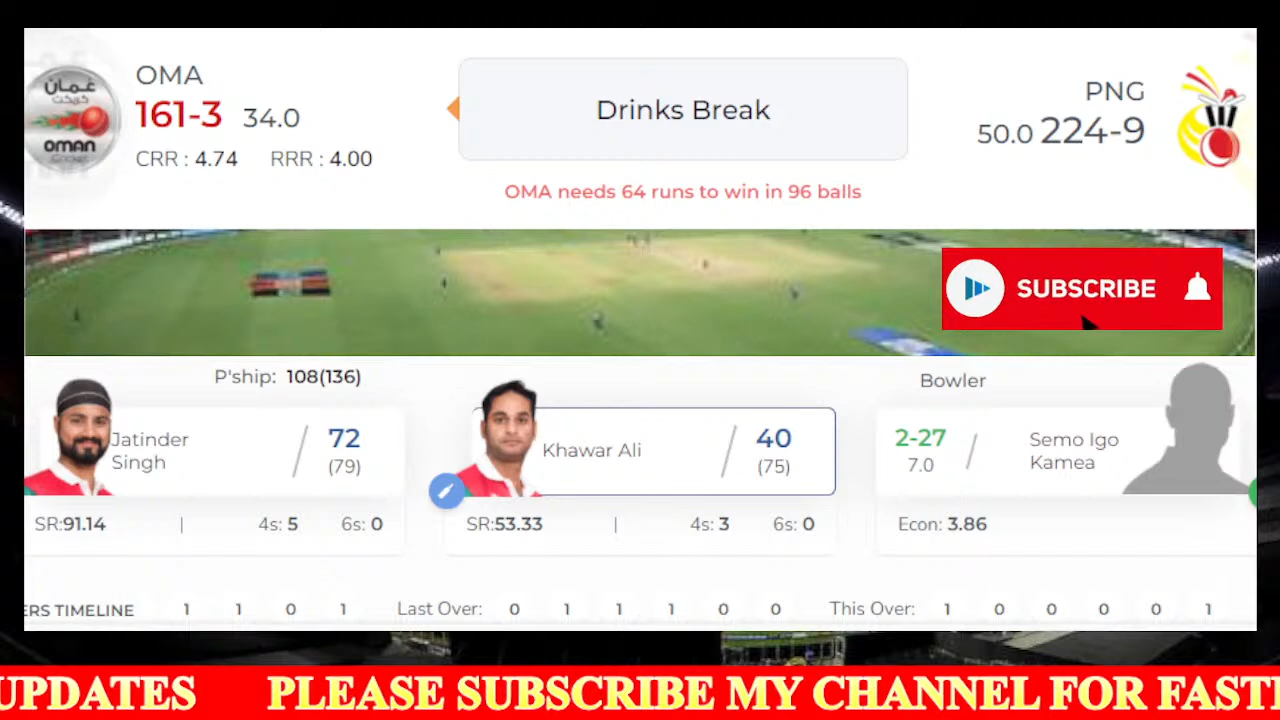 عُمان
كريكت
oman
Cricket
OMA
161-3 34.0
CRR : 4.74 RRR : 4.00
Drinks Break
OMA needs 64 runs to win in 96 balls
PNG
50.0 224-9
SUBSCRIBE
P'ship: 108(136)
Jatinder
Singh
72
(79)
SR:91.14 | 4s: 5 6s: 0
Khawar Ali
40
(75)
SR:53.33 | 4s: 3 6s: 0
Bowler
2-27
7.0
Semo Igo
Kamea
Econ: 3.86
ERS TIMELINE 1 1 0 1 Last Over: 0 1 1 1 0 0 This Over: 1 0 0 0 0 1
UPDATES PLEASE SUBSCRIBE MY CHANNEL FOR FAST